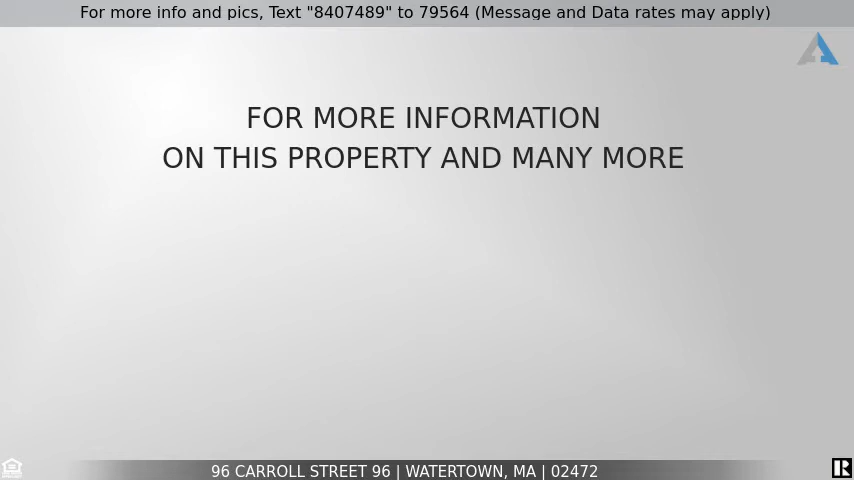 For more info and pics, Text "8407489" to 79564 (Message and Data rates may apply)
FOR MORE INFORMATION
ON THIS PROPERTY AND MANY MORE
96 CARROLL STREET 96 | WATERTOWN, MA | 02472